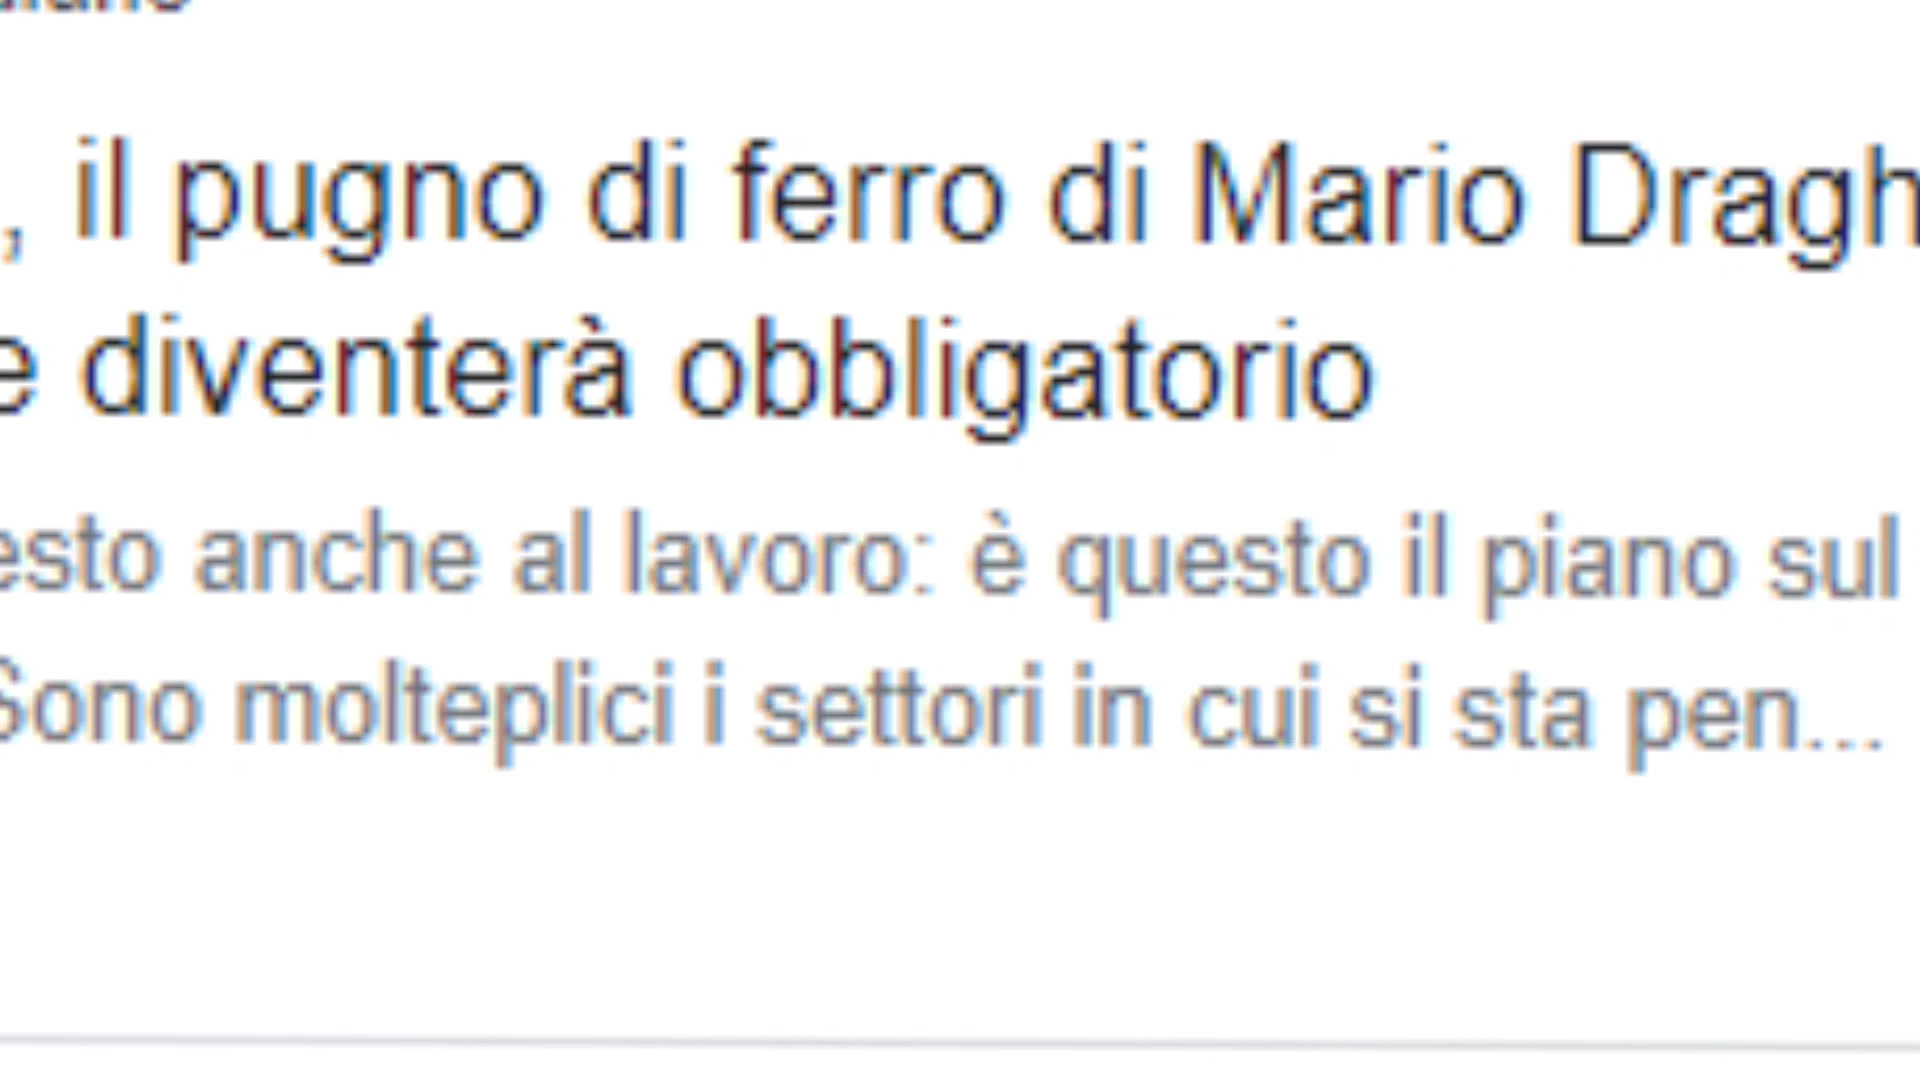 , il pugno di ferro di Mario Dragh
e diventerà obbligatorio
esto anche al lavoro: è questo il piano sul
Sono molteplici i settori in cui si sta pen...